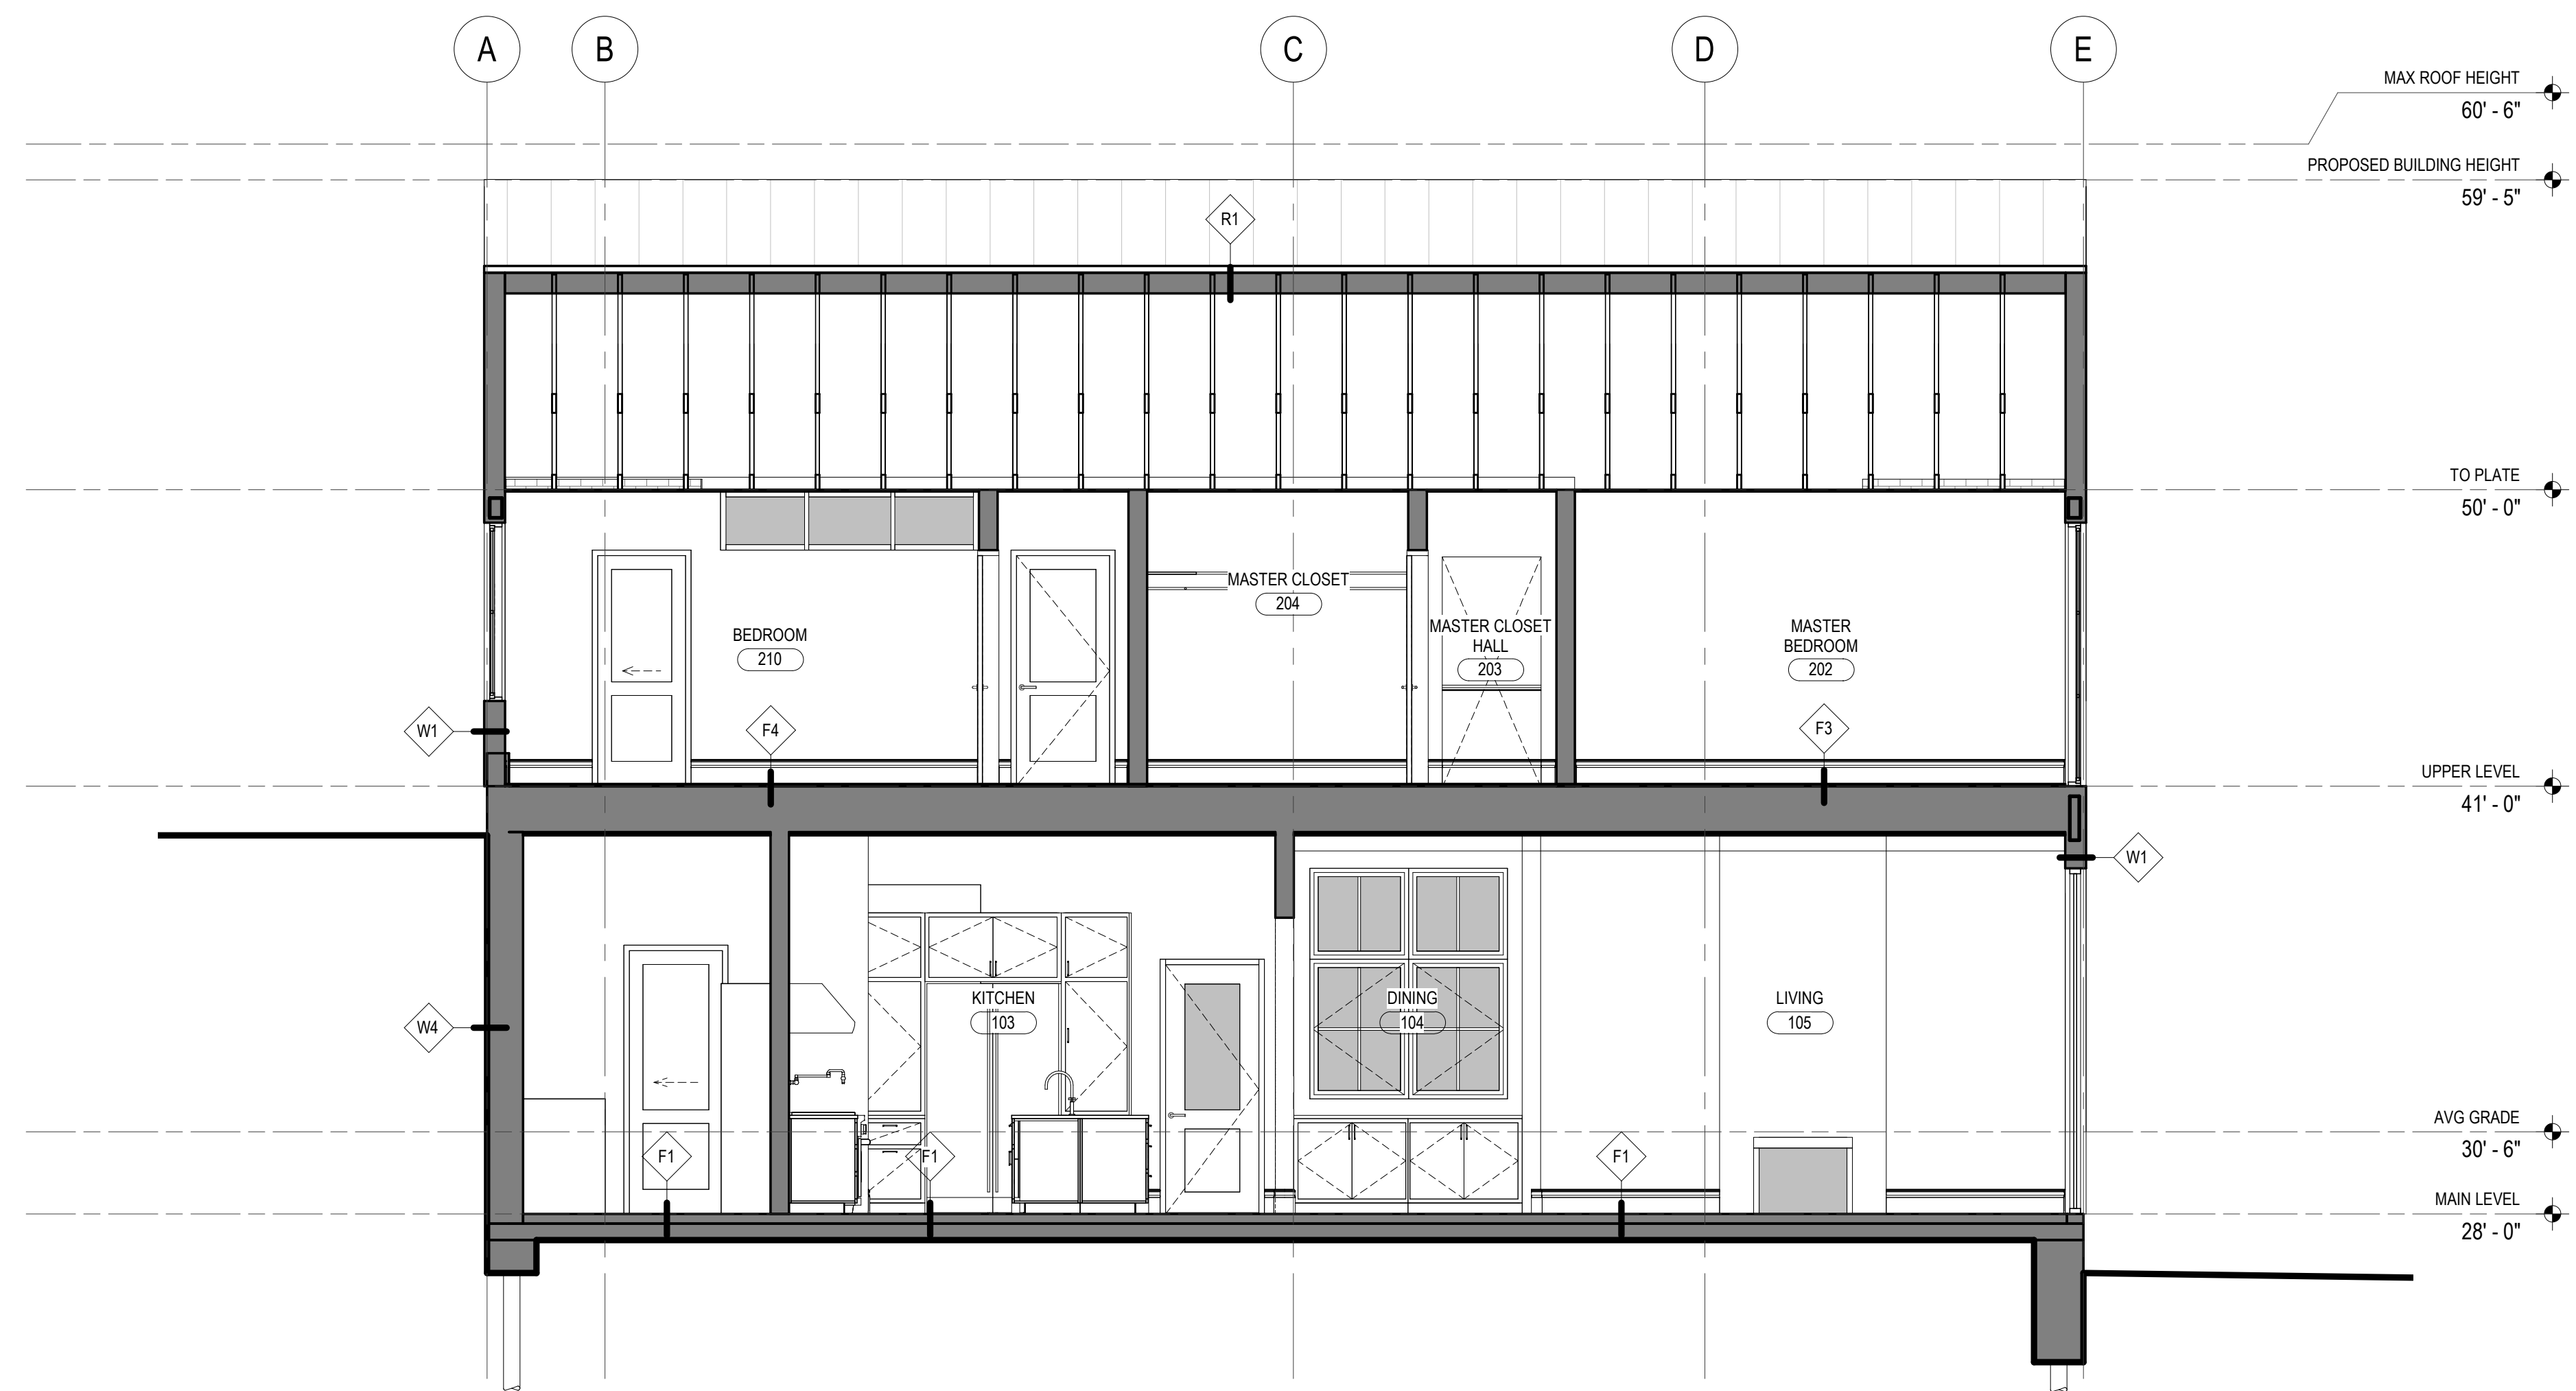 A
B
C
D
E
MAX ROOF HEIGHT
60' - 6"
PROPOSED BUILDING HEIGHT
59' - 5"
R1
TO PLATE
50' - 0"
MASTER CLOSET
204
MASTER CLOSET
HALL
203
BEDROOM
210
MASTER
BEDROOM
202
W1
F4
F3
UPPER LEVEL
41' - 0"
W1
KITCHEN
103
DINING
104
LIVING
105
W4
AVG GRADE
30' - 6"
F1
F1
F1
MAIN LEVEL
28' - 0"